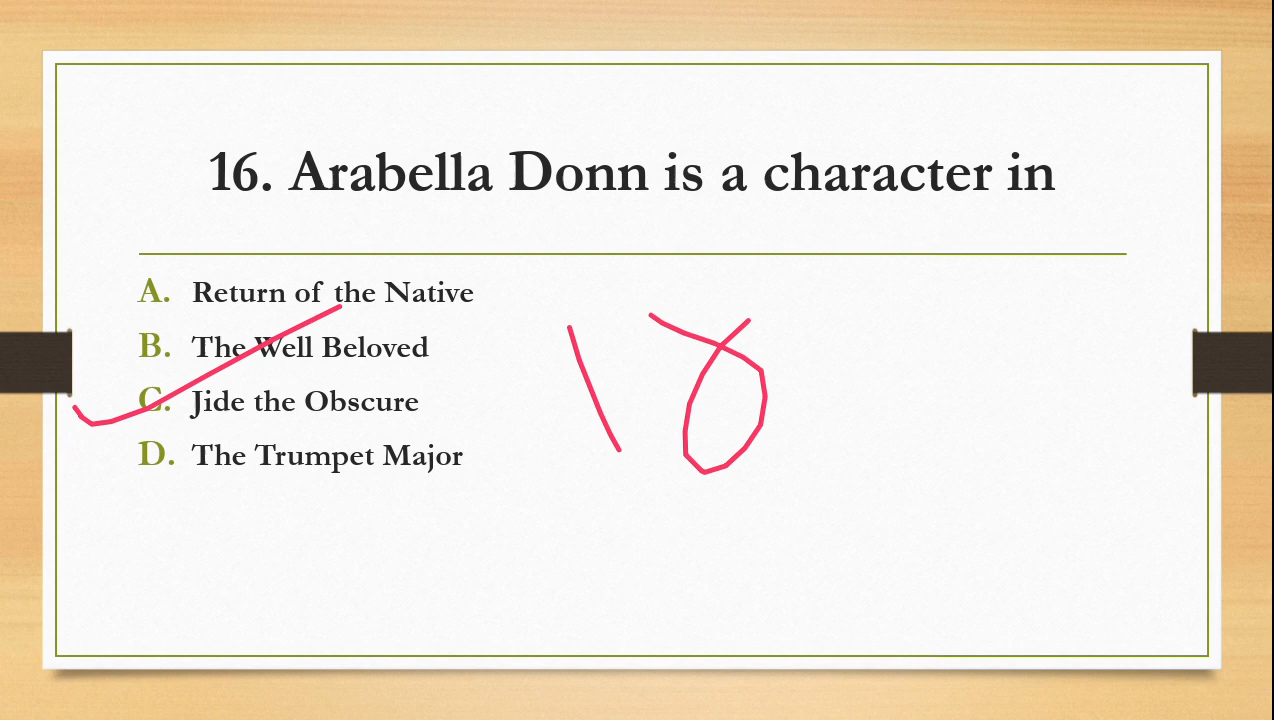 16. Arabella Donn is a character in
A. Return of the Native
B. The Well Beloved
C. Jide the Obscure
D. The Trumpet Major
18